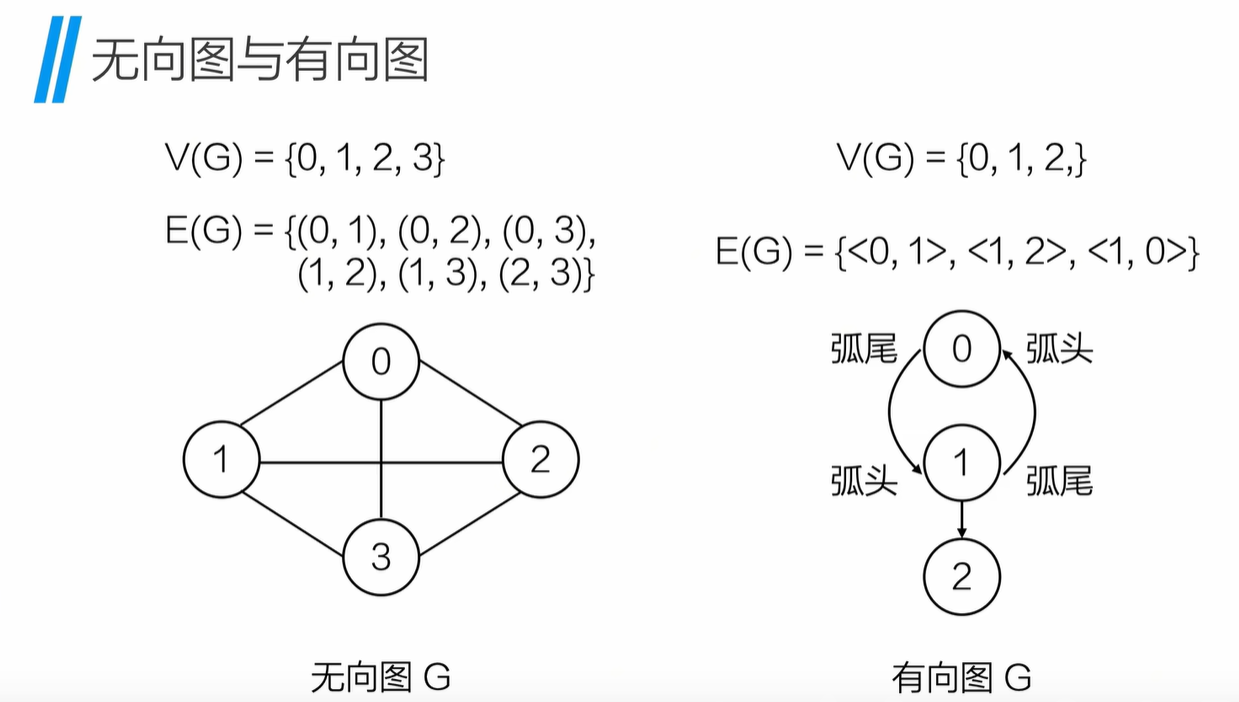 无向图与有向图
V(G) = {0, 1, 2, 3}
E(G) = {(0, 1), (0, 2), (0, 3),
(1, 2), (1, 3), (2, 3)}
0
1
2
3
无向图 G
V(G) = {0, 1, 2,}
E(G) = {<0, 1>, <1, 2>, <1, 0>}
弧尾 0 弧头
1
弧头 弧尾
2
有向图 G